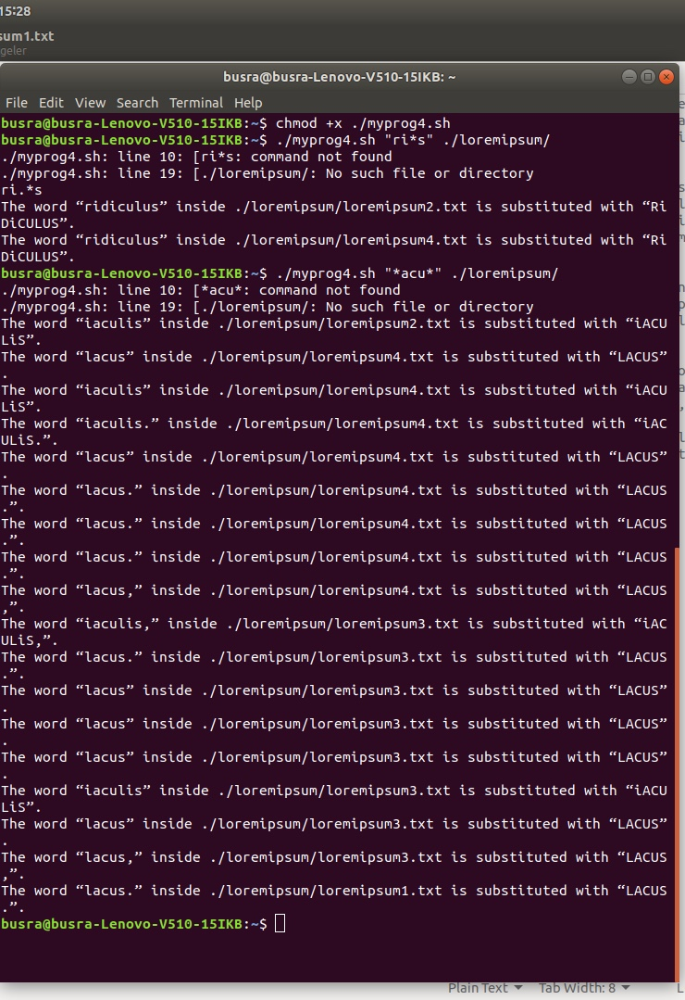 15:28
sum1.txt
geler
busra@busra-Lenovo-V510-15IKB: ~
File Edit View Search Terminal Help
busra@busra-Lenovo-V510-15IKB:~$ chmod +x ./myprog4.sh
busra@busra-Lenovo-V510-15IKB:~$ ./myprog4.sh "ri*s" ./loremipsum/
./myprog4.sh: line 10: [ri*s: command not found
./myprog4.sh: line 19: [./loremipsum/: No such file or directory
ri.*s
The word “ridiculus” inside ./loremipsum/loremipsum2.txt is substituted with “Ri
DiCULUS”.
The word “ridiculus” inside ./loremipsum/loremipsum4.txt is substituted with “Ri
DiCULUS”.
busra@busra-Lenovo-V510-15IKB:~$ ./myprog4.sh "*acu*" ./loremipsum/
./myprog4.sh: line 10: [*acu*: command not found
./myprog4.sh: line 19: [./loremipsum/: No such file or directory
The word “iaculis” inside ./loremipsum/loremipsum2.txt is substituted with “iACU
LiS”.
The word “lacus” inside ./loremipsum/loremipsum4.txt is substituted with “LACUS”
.
The word “iaculis” inside ./loremipsum/loremipsum4.txt is substituted with “iACU
LiS”.
The word “iaculis.” inside ./loremipsum/loremipsum4.txt is substituted with “iAC
ULiS.”.
The word “lacus” inside ./loremipsum/loremipsum4.txt is substituted with “LACUS”
.
The word “lacus.” inside ./loremipsum/loremipsum4.txt is substituted with “LACUS
.”.
The word “lacus.” inside ./loremipsum/loremipsum4.txt is substituted with “LACUS
.”.
The word “lacus.” inside ./loremipsum/loremipsum4.txt is substituted with “LACUS
.”.
The word “lacus,” inside ./loremipsum/loremipsum4.txt is substituted with “LACUS
,”.
The word “iaculis,” inside ./loremipsum/loremipsum3.txt is substituted with “iAC
ULiS,”.
The word “lacus.” inside ./loremipsum/loremipsum3.txt is substituted with “LACUS
.”.
The word “lacus” inside ./loremipsum/loremipsum3.txt is substituted with “LACUS”
.
The word “lacus” inside ./loremipsum/loremipsum3.txt is substituted with “LACUS”
.
The word “lacus” inside ./loremipsum/loremipsum3.txt is substituted with “LACUS”
.
The word “iaculis” inside ./loremipsum/loremipsum3.txt is substituted with “iACU
LiS”.
The word “lacus” inside ./loremipsum/loremipsum3.txt is substituted with “LACUS”
.
The word “lacus,” inside ./loremipsum/loremipsum3.txt is substituted with “LACUS
,”.
The word “lacus.” inside ./loremipsum/loremipsum1.txt is substituted with “LACUS
.”.
busra@busra-Lenovo-V510-15IKB:~$
Plain Text Tab Width: 8